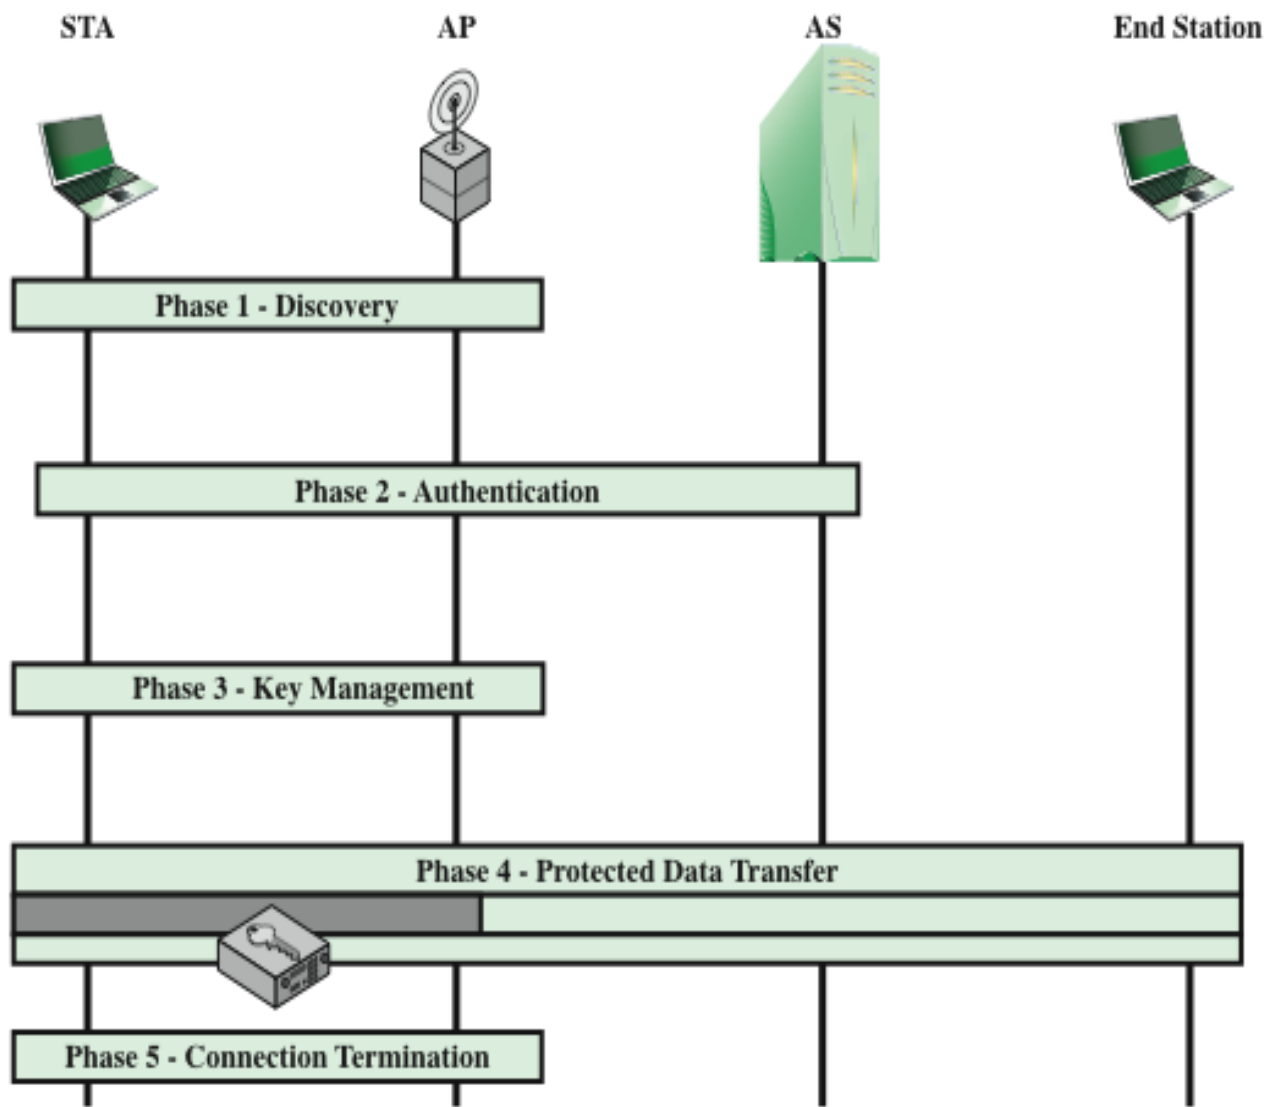 STA
AP
AS
End Station
Phase 1 - Discovery
Phase 2 - Authentication
Phase 3 - Key Management
Phase 4 - Protected Data Transfer
Phase 5 - Connection Termination